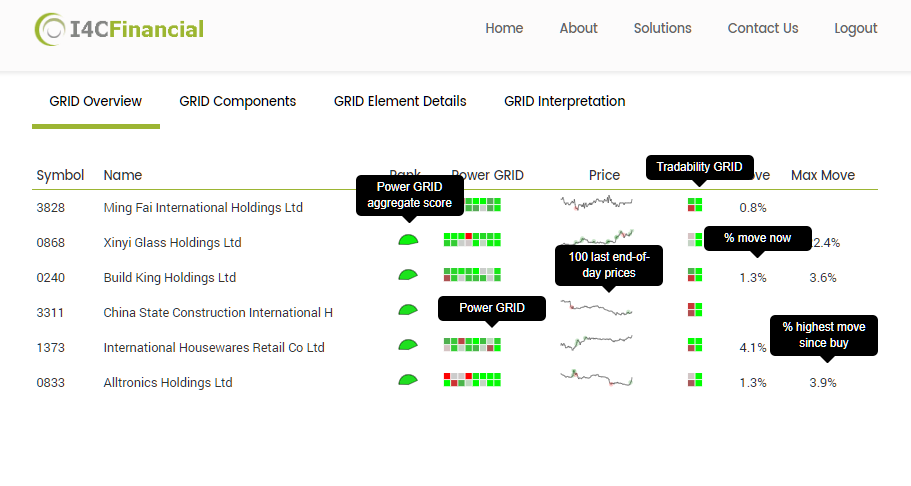 I4CFinancial
Home About Solutions Contact Us Logout
GRID Overview GRID Components GRID Element Details GRID Interpretation
Tradability GRID
Symbol Name Power GRID Price Max Move
Power GRID
aggregate score
3828 Ming Fai International Holdings Ltd 0.8%
% move now
0868 Xinyi Glass Holdings Ltd
100 last end-of-
day prices
0240 Build King Holdings Ltd 1.3% 3.6%
Power GRID
3311 China State Construction International H
% highest move
since buy
1373 International Housewares Retail Co Ltd 4.1%
0833 Alltronics Holdings Ltd 1.3% 3.9%